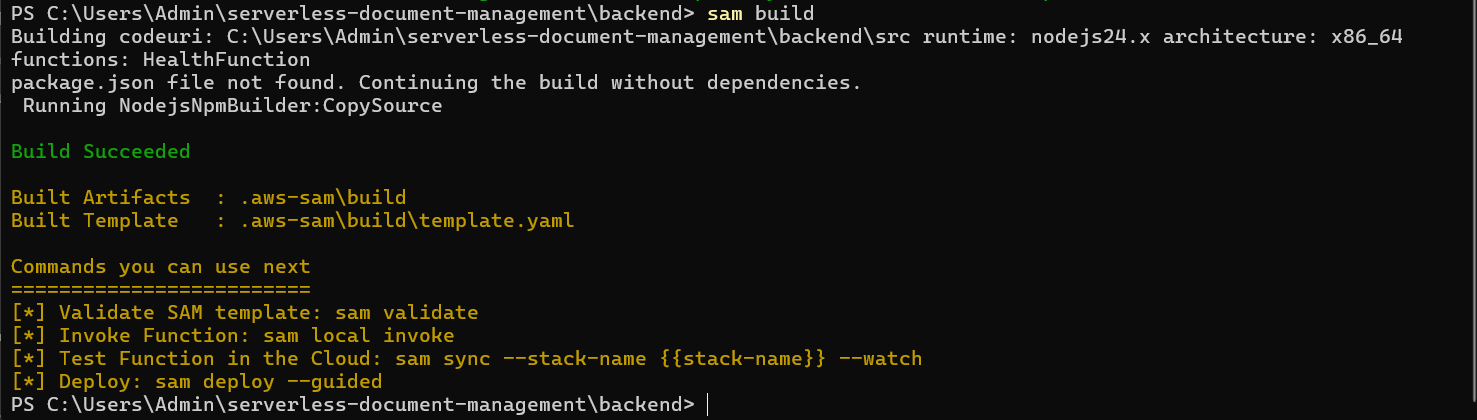 PS C:\Users\Admin\serverless-document-management\backend> sam build
Building codeuri: C:\Users\Admin\serverless-document-management\backend\src runtime: nodejs24.x architecture: x86_64
functions: HealthFunction
package.json file not found. Continuing the build without dependencies.
 Running NodejsNpmBuilder:CopySource

Build Succeeded

Built Artifacts  : .aws-sam\build
Built Template   : .aws-sam\build\template.yaml

Commands you can use next
=========================
[*] Validate SAM template: sam validate
[*] Invoke Function: sam local invoke
[*] Test Function in the Cloud: sam sync --stack-name {{stack-name}} --watch
[*] Deploy: sam deploy --guided
PS C:\Users\Admin\serverless-document-management\backend>